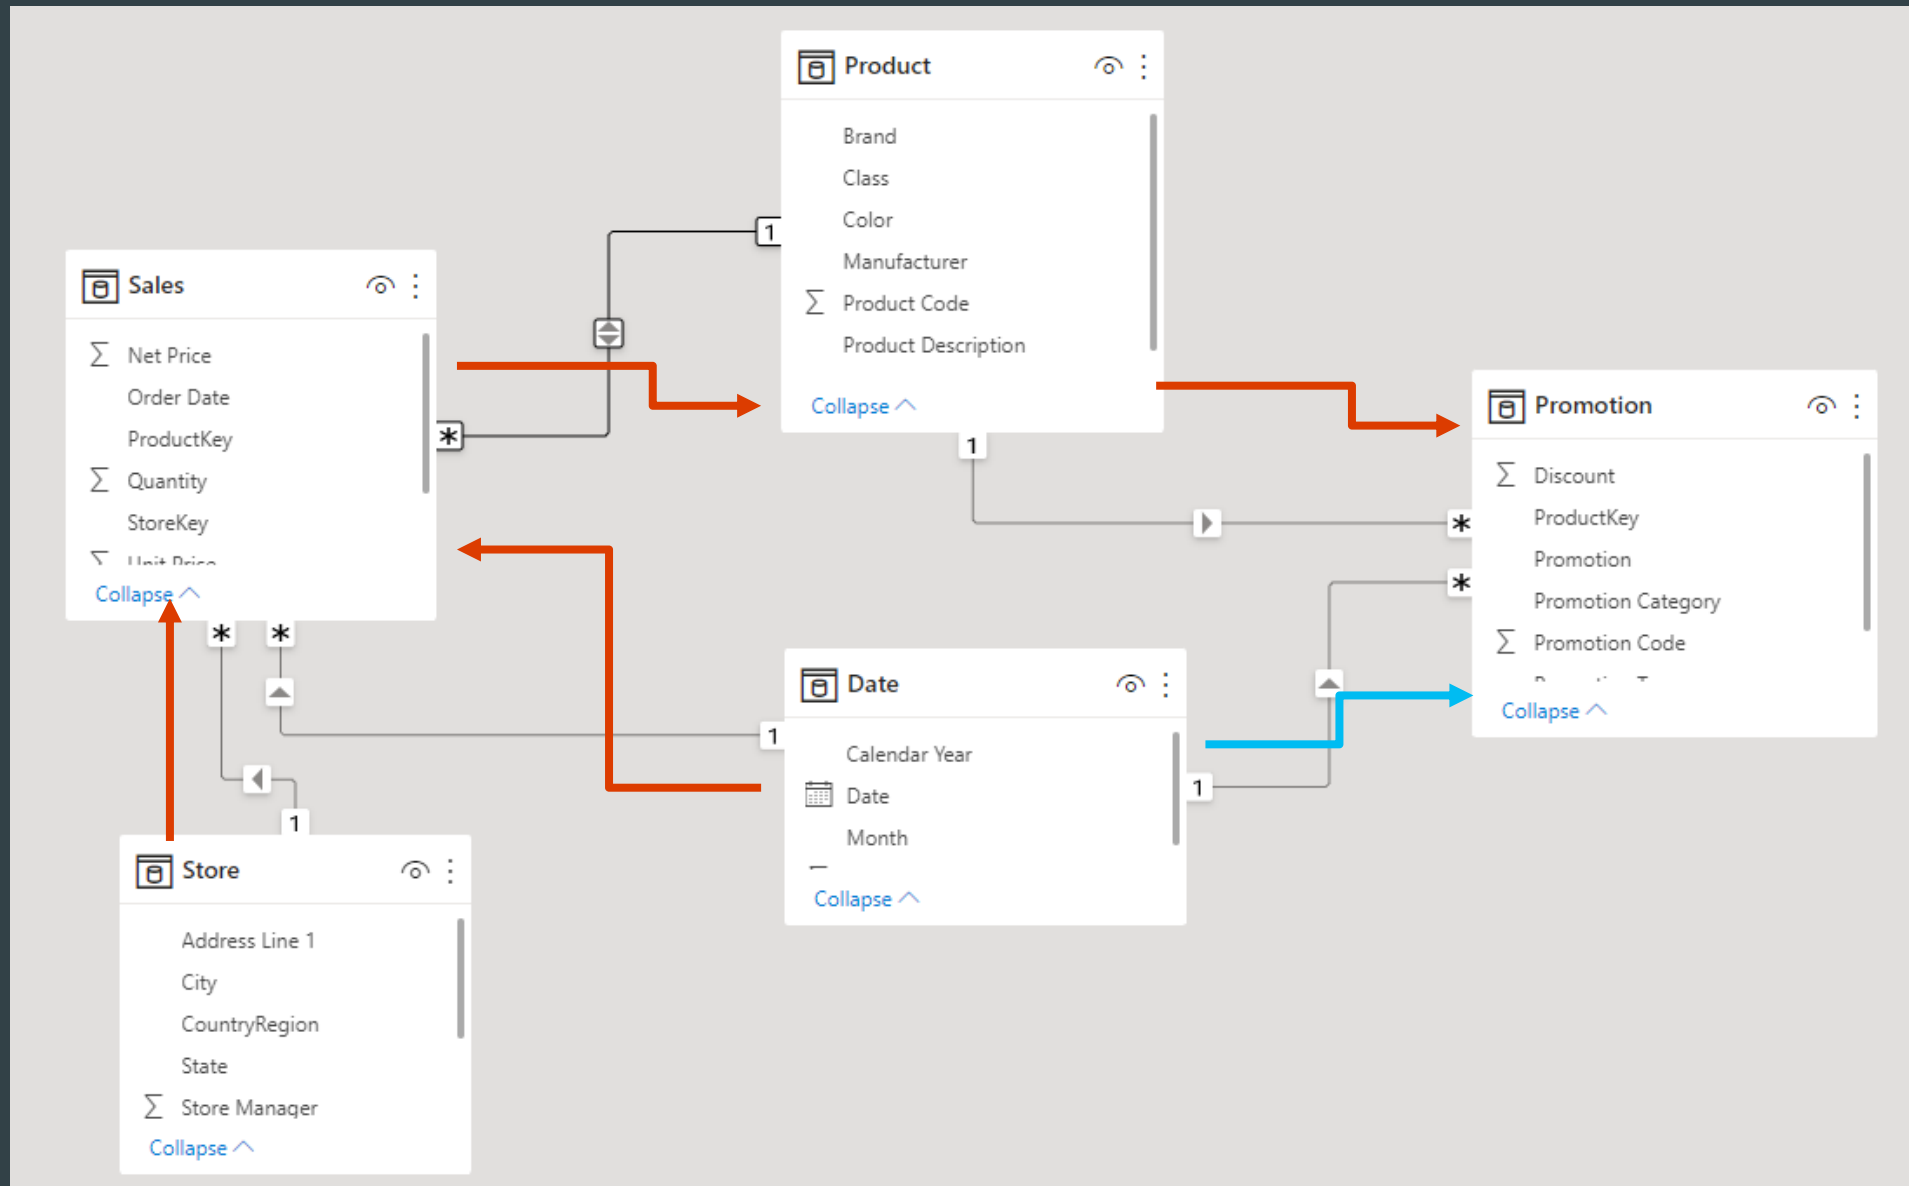 Product
Brand
Class
Color
Manufacturer
Product Code
Product Description
Collapse
1
1
Sales
Net Price
Order Date
ProductKey
Quantity
StoreKey
Unit Price
Collapse
*
*
*
Promotion
Discount
ProductKey
Promotion
Promotion Category
Promotion Code
Collapse
*
*
Date
Calendar Year
Date
Month
Collapse
1
1
1
Store
Address Line 1
City
CountryRegion
State
Store Manager
Collapse